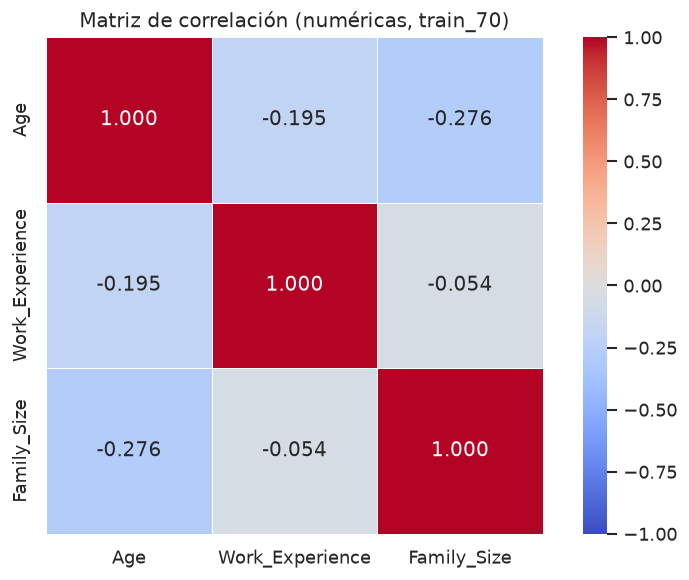 Matriz de correlación (numéricas, train_70)
Age
Work_Experience
Family_Size
1.000
-0.195
-0.276
-0.195
1.000
-0.054
-0.276
-0.054
1.000
Age
Work_Experience
Family_Size
1.00
0.75
0.50
0.25
0.00
−0.25
−0.50
−0.75
−1.00